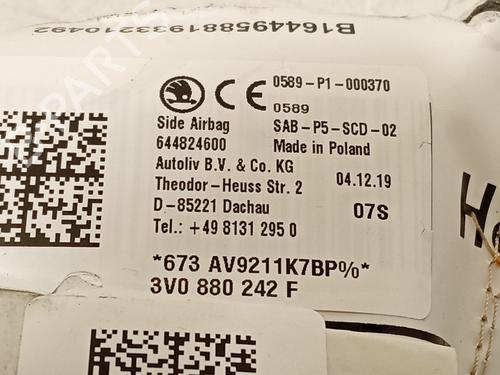 B164495881933210492
0589-P1-000370
0589
Side Airbag SAB-P5-SCD-02
644824600 Made in Poland
Autoliv B.V. & Co. KG
Theodor-Heuss Str. 2 04.12.19
D-85221 Dachau 07S
Tel.: +49 8131 295 0
*673 AV9211K7BP%*
3V0 880 242 F